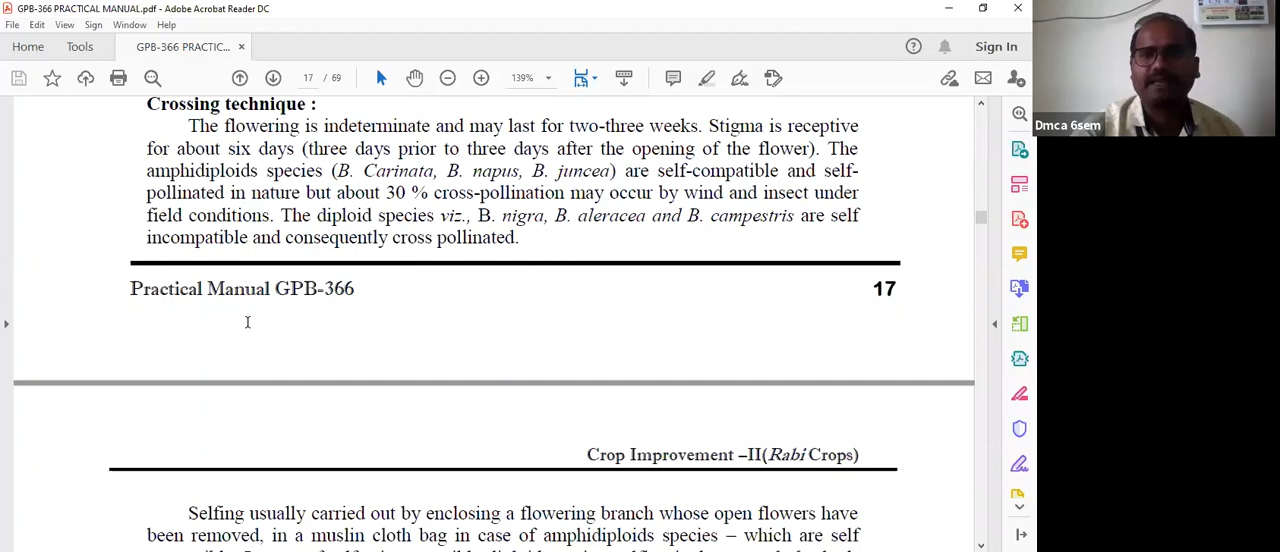 GPB-366 PRACTICAL MANUAL.pdf - Adobe Acrobat Reader DC
File Edit View Sign Window Help
Home Tools GPB-366 PRACTIC... × Sign In
17 / 69 139%
Crossing technique :
The flowering is indeterminate and may last for two-three weeks. Stigma is receptive
for about six days (three days prior to three days after the opening of the flower). The
amphidiploids species (B. Carinata, B. napus, B. juncea) are self-compatible and self-
pollinated in nature but about 30 % cross-pollination may occur by wind and insect under
field conditions. The diploid species viz., B. nigra, B. aleracea and B. campestris are self
incompatible and consequently cross pollinated.
Practical Manual GPB-366 17
Crop Improvement –II(Rabi Crops)
Selfing usually carried out by enclosing a flowering branch whose open flowers have
been removed, in a muslin cloth bag in case of amphidiploids species – which are self
Dmca 6sem